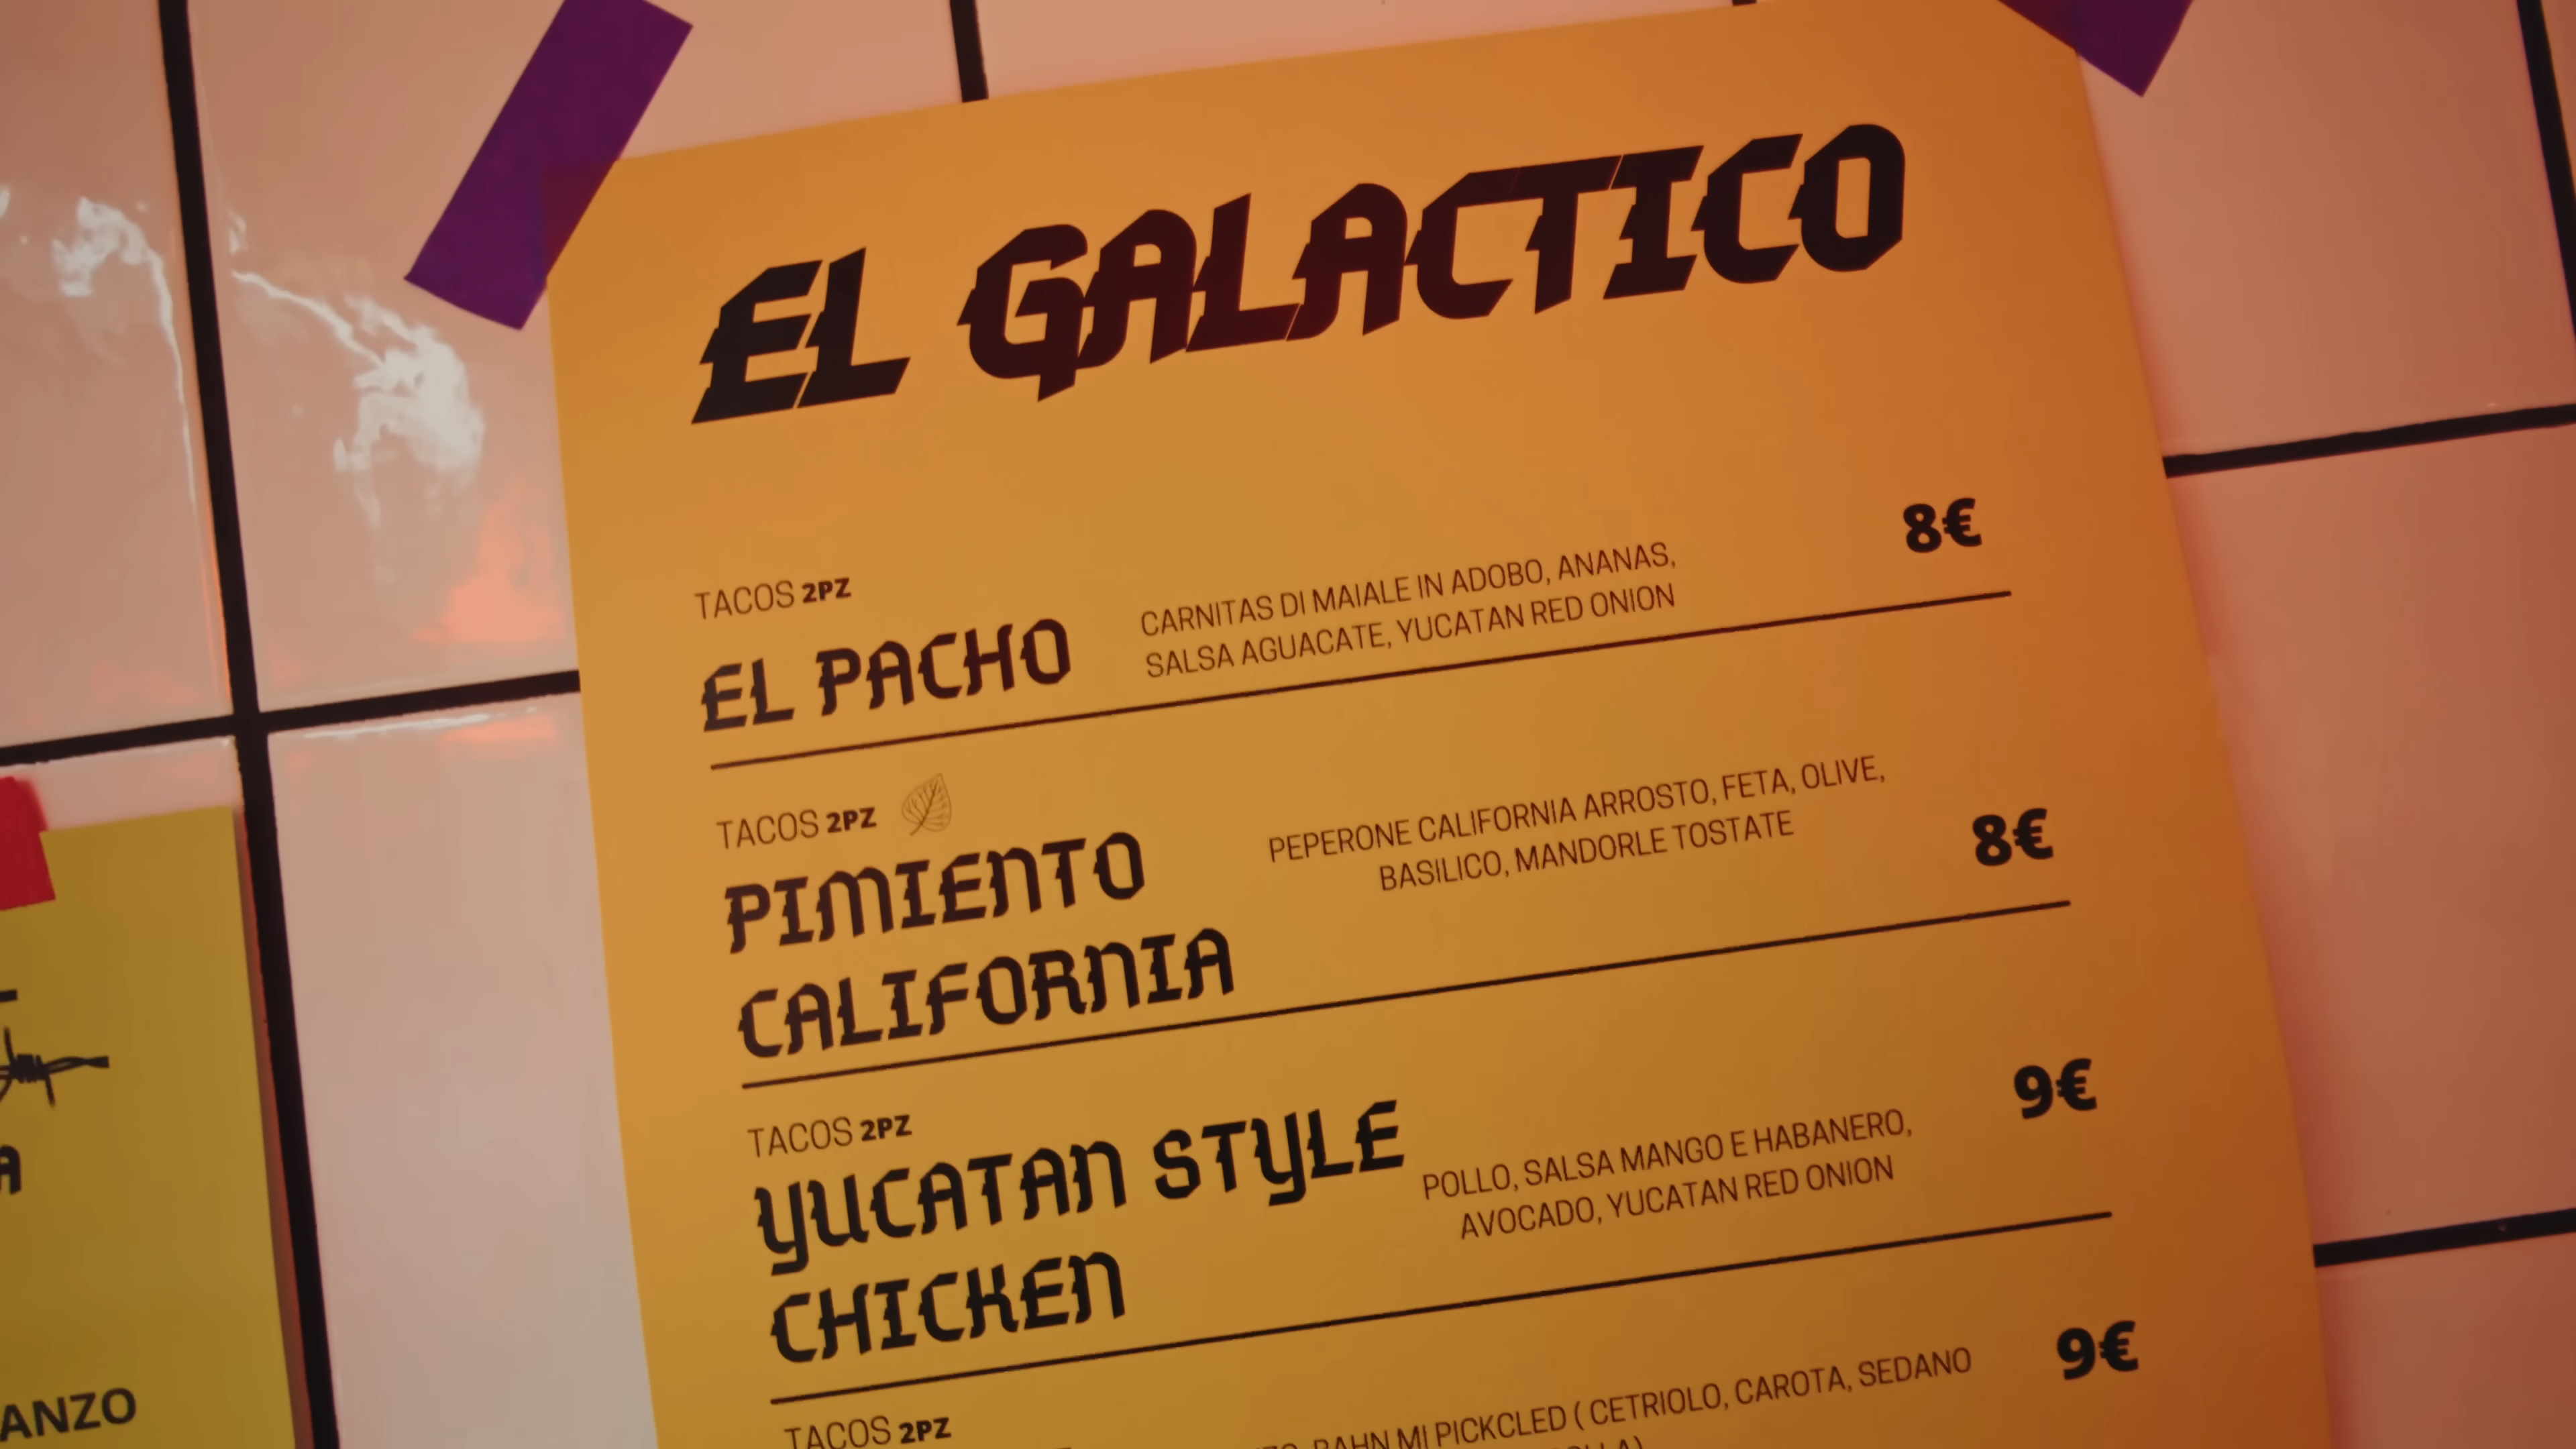 EL GALACTICO
TACOS 2PZ
EL PACHO
CARNITAS DI MAIALE IN ADOBO, ANANAS,
SALSA AGUACATE, YUCATAN RED ONION
8€
TACOS 2PZ
PIMIENTO
CALIFORNIA
PEPERONE CALIFORNIA ARROSTO, FETA, OLIVE,
BASILICO, MANDORLE TOSTATE
8€
TACOS 2PZ
YUCATAN STYLE
CHICKEN
POLLO, SALSA MANGO E HABANERO,
AVOCADO, YUCATAN RED ONION
9€
TACOS 2PZ
BAHN MI PICKCLED ( CETRIOLO, CAROTA, SEDANO
9€
ANZO